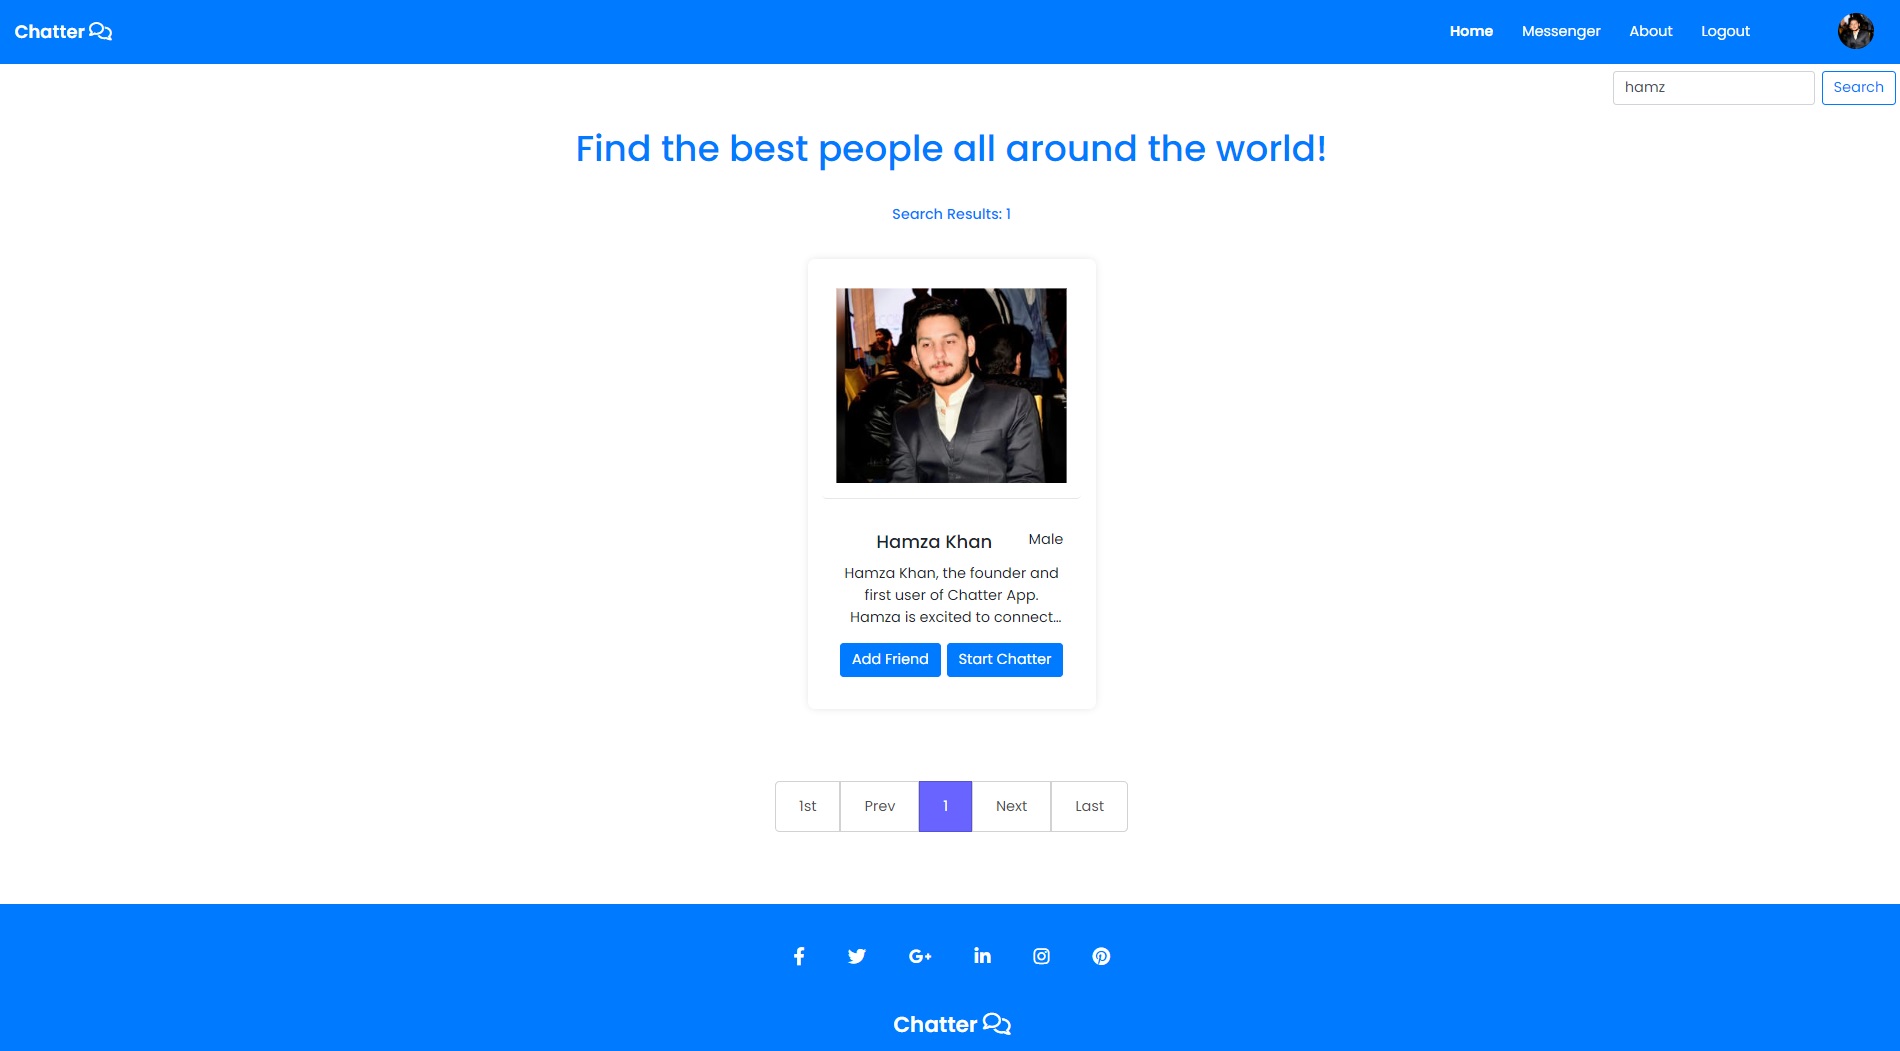 Chatter
Home Messenger About Logout
hamz Search
Find the best people all around the world!
Search Results: 1
Hamza Khan Male
Hamza Khan, the founder and
first user of Chatter App.
Hamza is excited to connect...
Add Friend Start Chatter
1st Prev 1 Next Last
Chatter